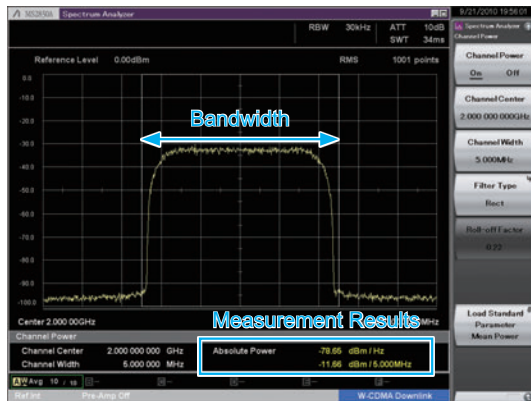 MS2850A Spectrum Analyzer
9/21/2010 19:56:01
RBW 30kHz ATT 10dB
SWT 34ms
Spectrum Analyzer
Channel Power
Reference Level 0.00dBm RMS 1001 points
Channel Power
On Off
0.0
-10.0
-20.0
-30.0
-40.0
-50.0
-60.0
-70.0
-80.0
-90.0
-100.0
Bandwidth
Channel Center
2.000 000 000GHz
Channel Width
5.000MHz
Filter Type
Rect
Roll-off Factor
0.22
Measurement Results
Center 2.000 00GHz
MHz
Load Standard
Parameter
Mean Power
Channel Power
Channel Center 2.000 000 000 GHz Absolute Power -78.65 dBm / Hz
Channel Width 5.000 000 MHz -11.66 dBm / 5.000MHz
Avg 10 / 10
Ref.Int Pre-Amp Off W-CDMA Downlink